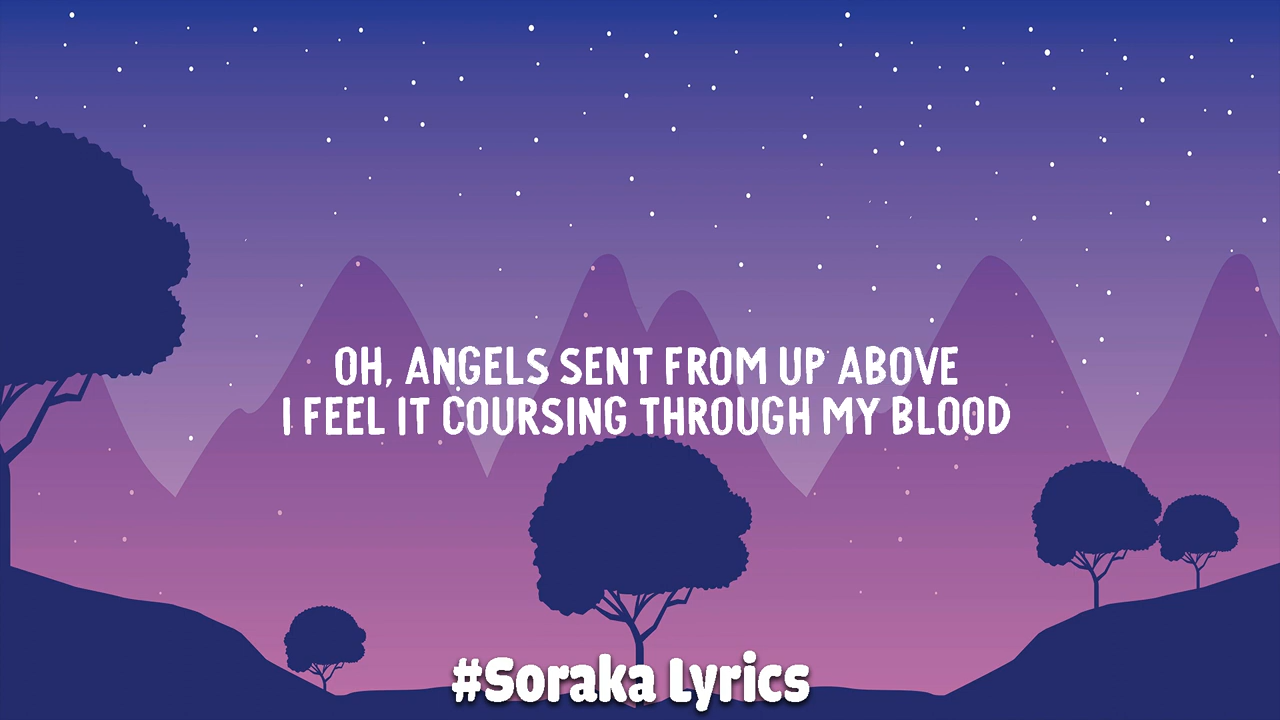 OH, ANGELS SENT FROM UP ABOVE
I FEEL IT COURSING THROUGH MY BLOOD
#Soraka Lyrics